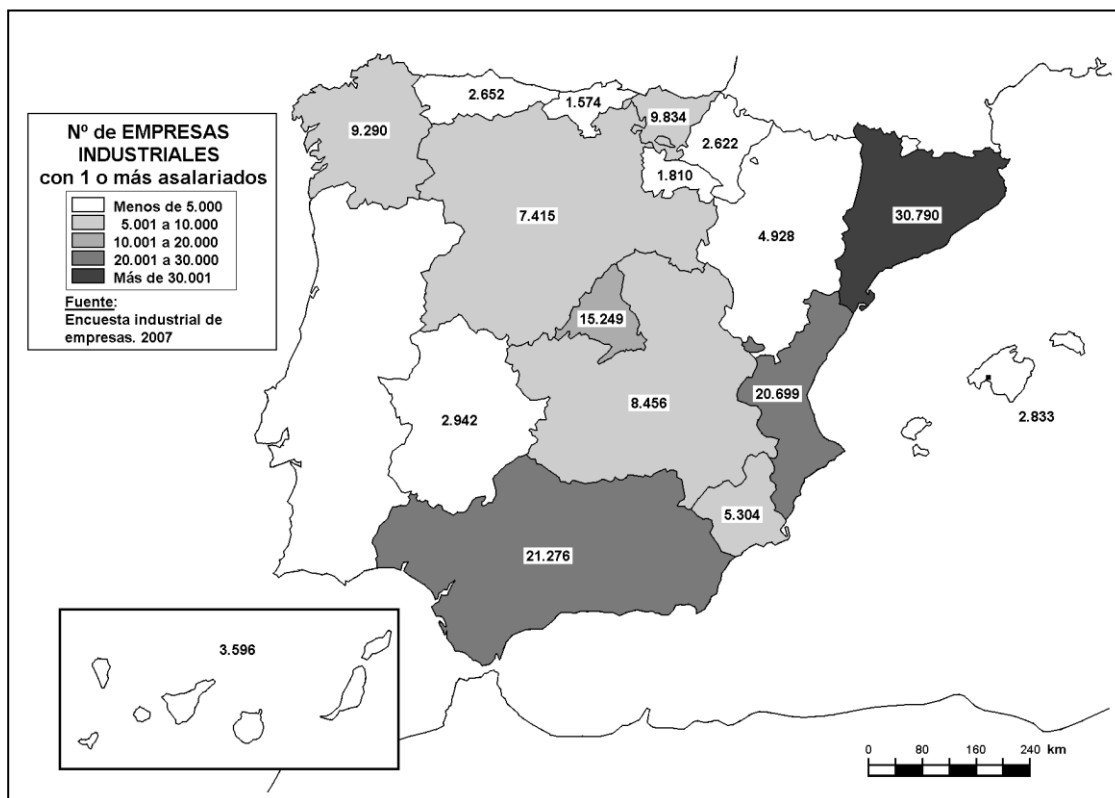 Nº de EMPRESAS
INDUSTRIALES
con 1 o más asalariados
Menos de 5.000
5.001 a 10.000
10.001 a 20.000
20.001 a 30.000
Más de 30.001
Fuente:
Encuesta industrial de
empresas. 2007
9.290
2.652
1.574
9.834
2.622
1.810
7.415
4.928
30.790
15.249
20.699
8.456
2.942
2.833
5.304
21.276
3.596
0 80 160 240 km